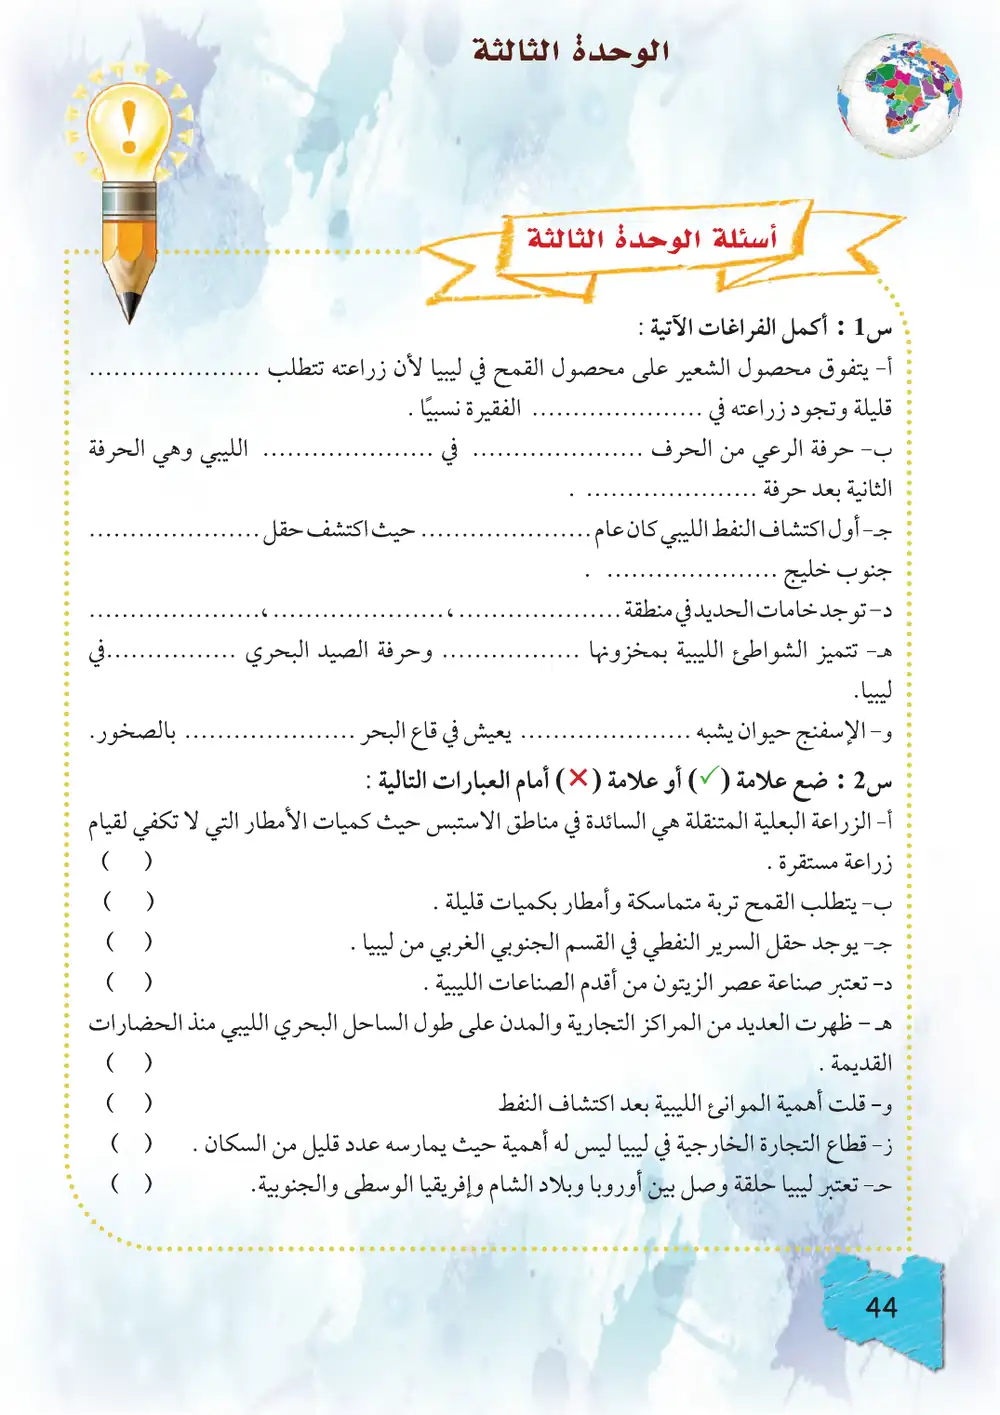 الوحدة الثالثة
أسئلة الوحدة الثالثة
س1 : أكمل الفراغات الآتية :
أ- يتفوق محصول الشعير على محصول القمح في ليبيا لأن زراعته تتطلب .....................
قليلة وتجود زراعته في ..................... الفقيرة نسبيًا .
ب- حرفة الرعي من الحرف ..................... في ..................... الليبي وهي الحرفة
الثانية بعد حرفة ..................... .
جـ- أول اكتشاف النفط الليبي كان عام ..................... حيث اكتشف حقل .....................
جنوب خليج ..................... .
د- توجد خامات الحديد في منطقة .....................، .....................، .....................
هـ- تتميز الشواطئ الليبية بمخزونها ................. وحرفة الصيد البحري ................في
ليبيا.
و- الإسفنج حيوان يشبه ..................... يعيش في قاع البحر ..................... بالصخور.
س2 : ضع علامة (✓) أو علامة (✕) أمام العبارات التالية :
أ- الزراعة البعلية المتنقلة هي السائدة في مناطق الاستبس حيث كميات الأمطار التي لا تكفي لقيام
زراعة مستقرة . (   )
ب- يتطلب القمح تربة متماسكة وأمطار بكميات قليلة . (   )
جـ- يوجد حقل السرير النفطي في القسم الجنوبي الغربي من ليبيا . (   )
د- تعتبر صناعة عصر الزيتون من أقدم الصناعات الليبية . (   )
هـ – ظهرت العديد من المراكز التجارية والمدن على طول الساحل البحري الليبي منذ الحضارات
القديمة . (   )
و- قلت أهمية الموانئ الليبية بعد اكتشاف النفط (   )
ز- قطاع التجارة الخارجية في ليبيا ليس له أهمية حيث يمارسه عدد قليل من السكان . (   )
حـ- تعتبر ليبيا حلقة وصل بين أوروبا وبلاد الشام وإفريقيا الوسطى والجنوبية. (   )
44